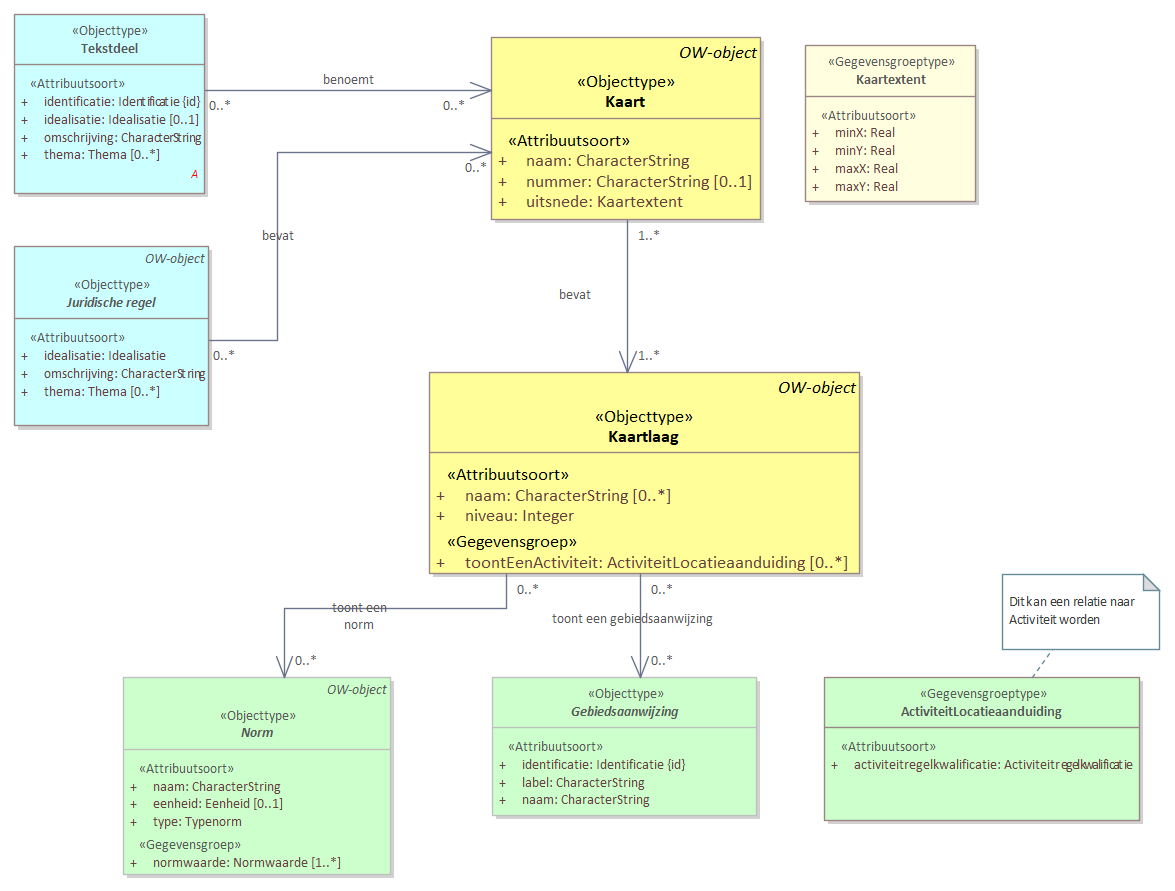 «Objecttype»
Tekstdeel
«Attribuutsoort»
+ identificatie: Identificatie {id}
+ idealisatie: Idealisatie [0..1]
+ omschrijving: CharacterString
+ thema: Thema [0..*]
A
benoemt
0..*
0..*
OW-object
«Objecttype»
Kaart
«Attribuutsoort»
+ naam: CharacterString
+ nummer: CharacterString [0..1]
+ uitsnede: Kaartextent
«Gegevensgroeptype»
Kaartextent
«Attribuutsoort»
+ minX: Real
+ minY: Real
+ maxX: Real
+ maxY: Real
0..*
bevat
OW-object
«Objecttype»
Juridische regel
«Attribuutsoort»
+ idealisatie: Idealisatie
+ omschrijving: CharacterString
+ thema: Thema [0..*]
0..*
1..*
bevat
1..*
OW-object
«Objecttype»
Kaartlaag
«Attribuutsoort»
+ naam: CharacterString [0..*]
+ niveau: Integer
«Gegevensgroep»
+ toontEenActiviteit: ActiviteitLocatieaanduiding [0..*]
0..*
toont een
norm
0..*
0..*
toont een gebiedsaanwijzing
0..*
Dit kan een relatie naar
Activiteit worden
OW-object
«Objecttype»
Norm
«Attribuutsoort»
+ naam: CharacterString
+ eenheid: Eenheid [0..1]
+ type: Typenorm
«Gegevensgroep»
+ normwaarde: Normwaarde [1..*]
«Objecttype»
Gebiedsaanwijzing
«Attribuutsoort»
+ identificatie: Identificatie {id}
+ label: CharacterString
+ naam: CharacterString
«Gegevensgroeptype»
ActiviteitLocatieaanduiding
«Attribuutsoort»
+ activiteitregelkwalificatie: Activiteitregelkwalificatie